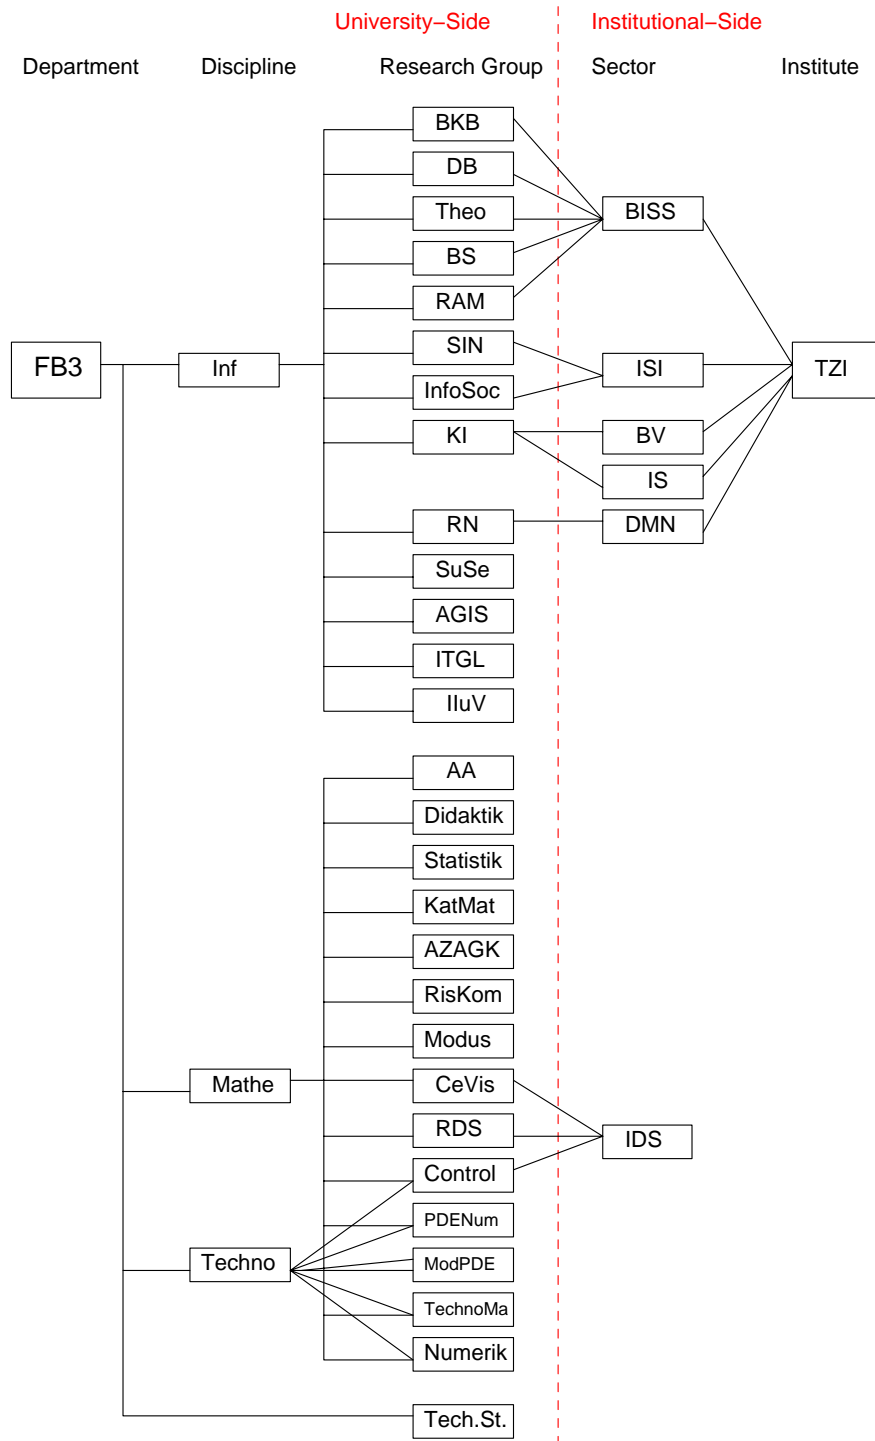 University–Side Institutional–Side
Department Discipline Research Group Sector Institute
BKB
DB
Theo BISS
BS
RAM
SIN
FB3 Inf ISI TZI
InfoSoc
KI BV
IS
RN DMN
SuSe
AGIS
ITGL
IIuV
AA
Didaktik
Statistik
KatMat
AZAGK
RisKom
Modus
Mathe CeVis
RDS IDS
Control
PDENum
Techno ModPDE
TechnoMa
Numerik
Tech.St.